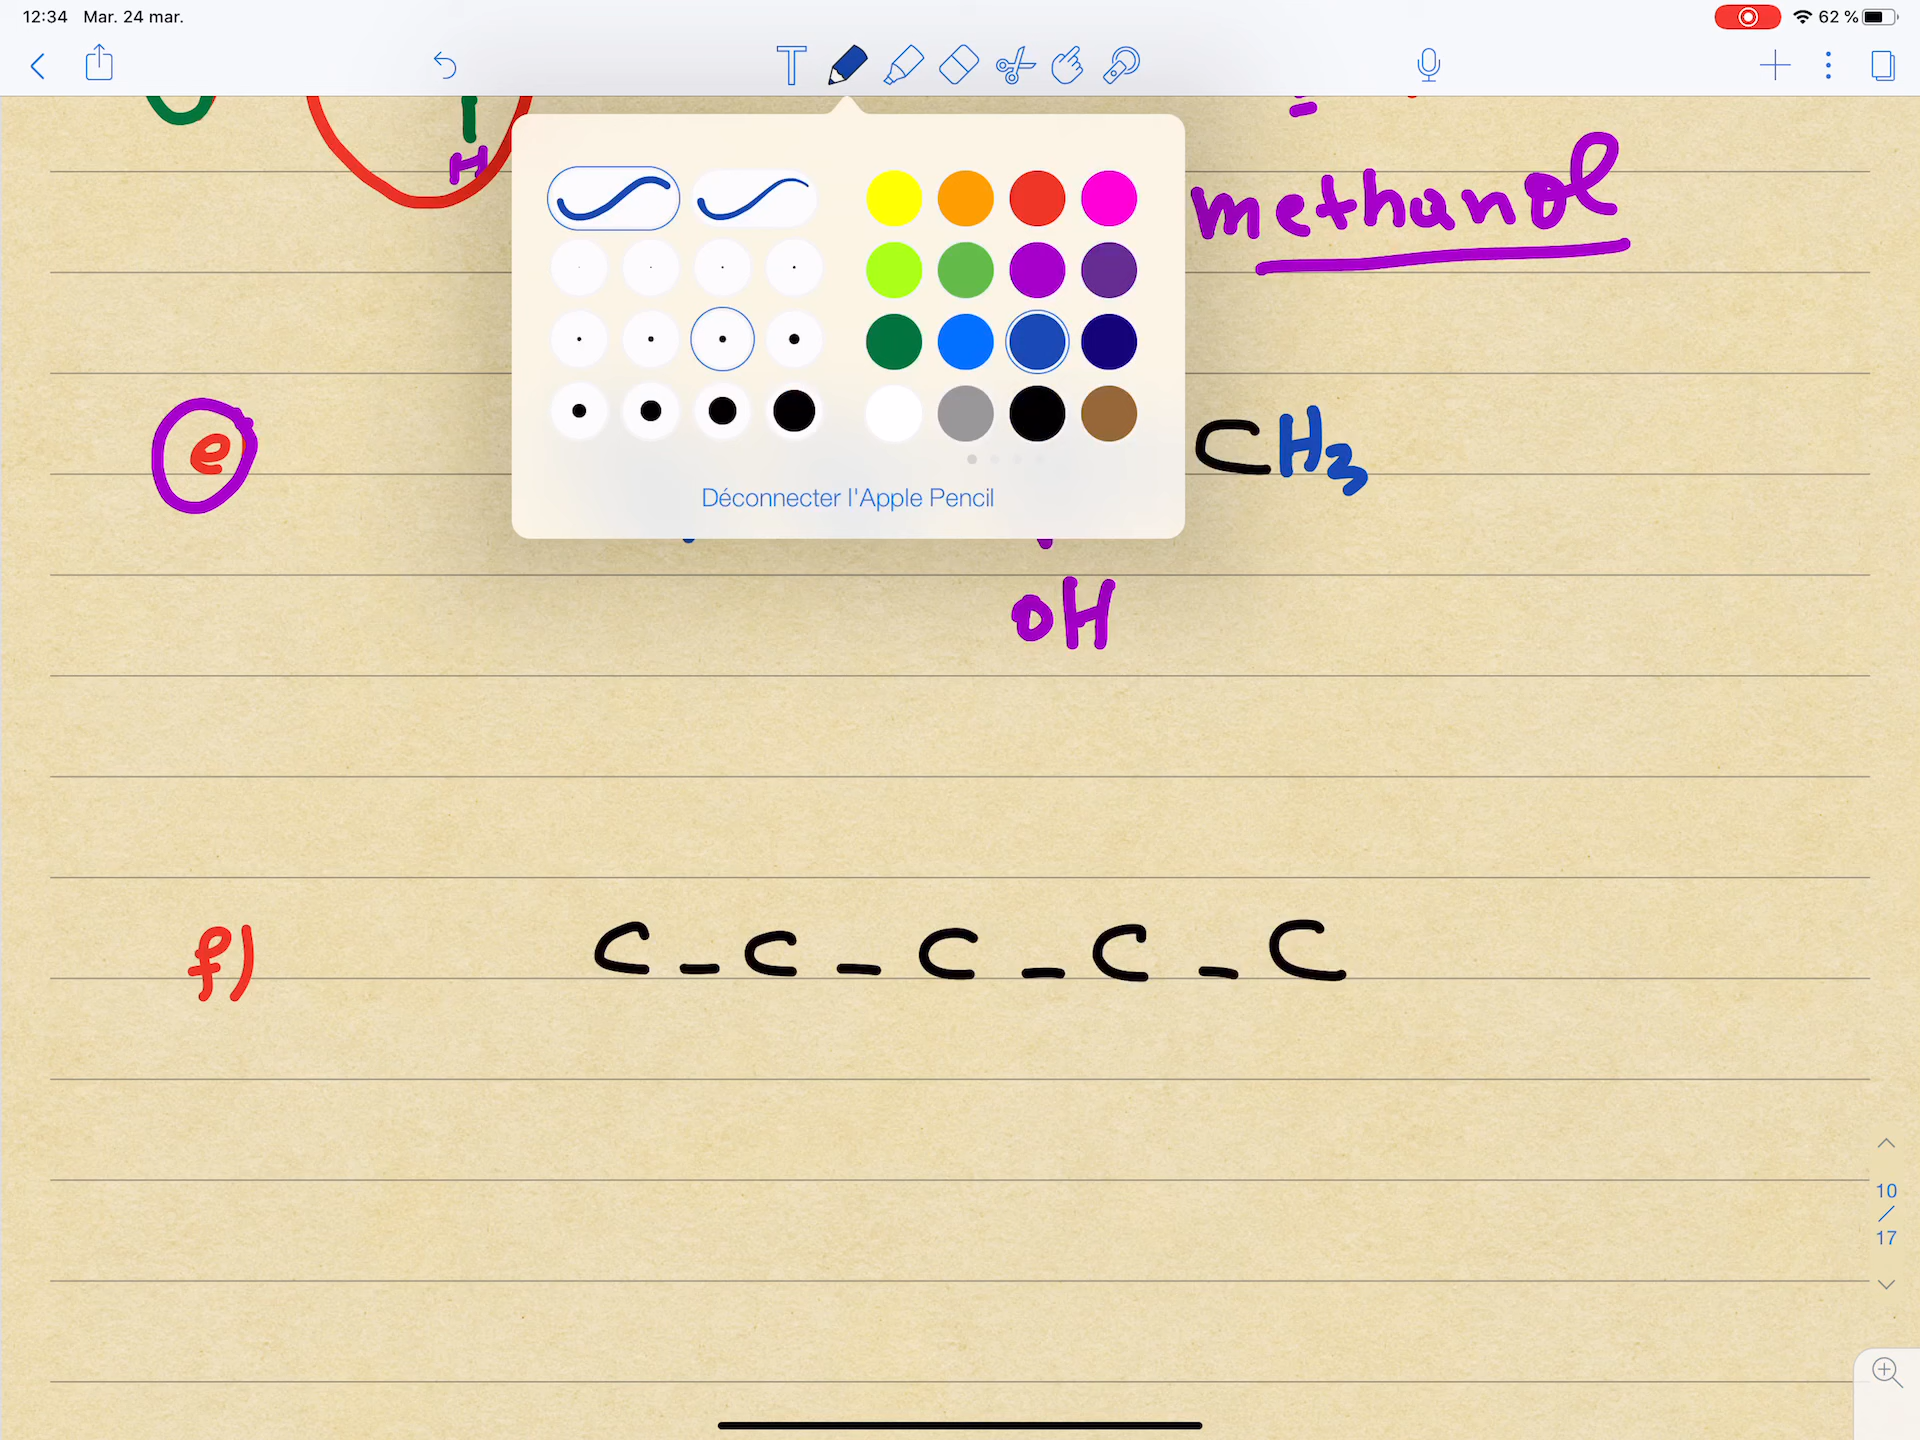 12:34 Mar. 24 mar. 62 %
T
H
methanol
e CH3
Déconnecter l'Apple Pencil
OH
f) C - C - C - C - C
10
/
17